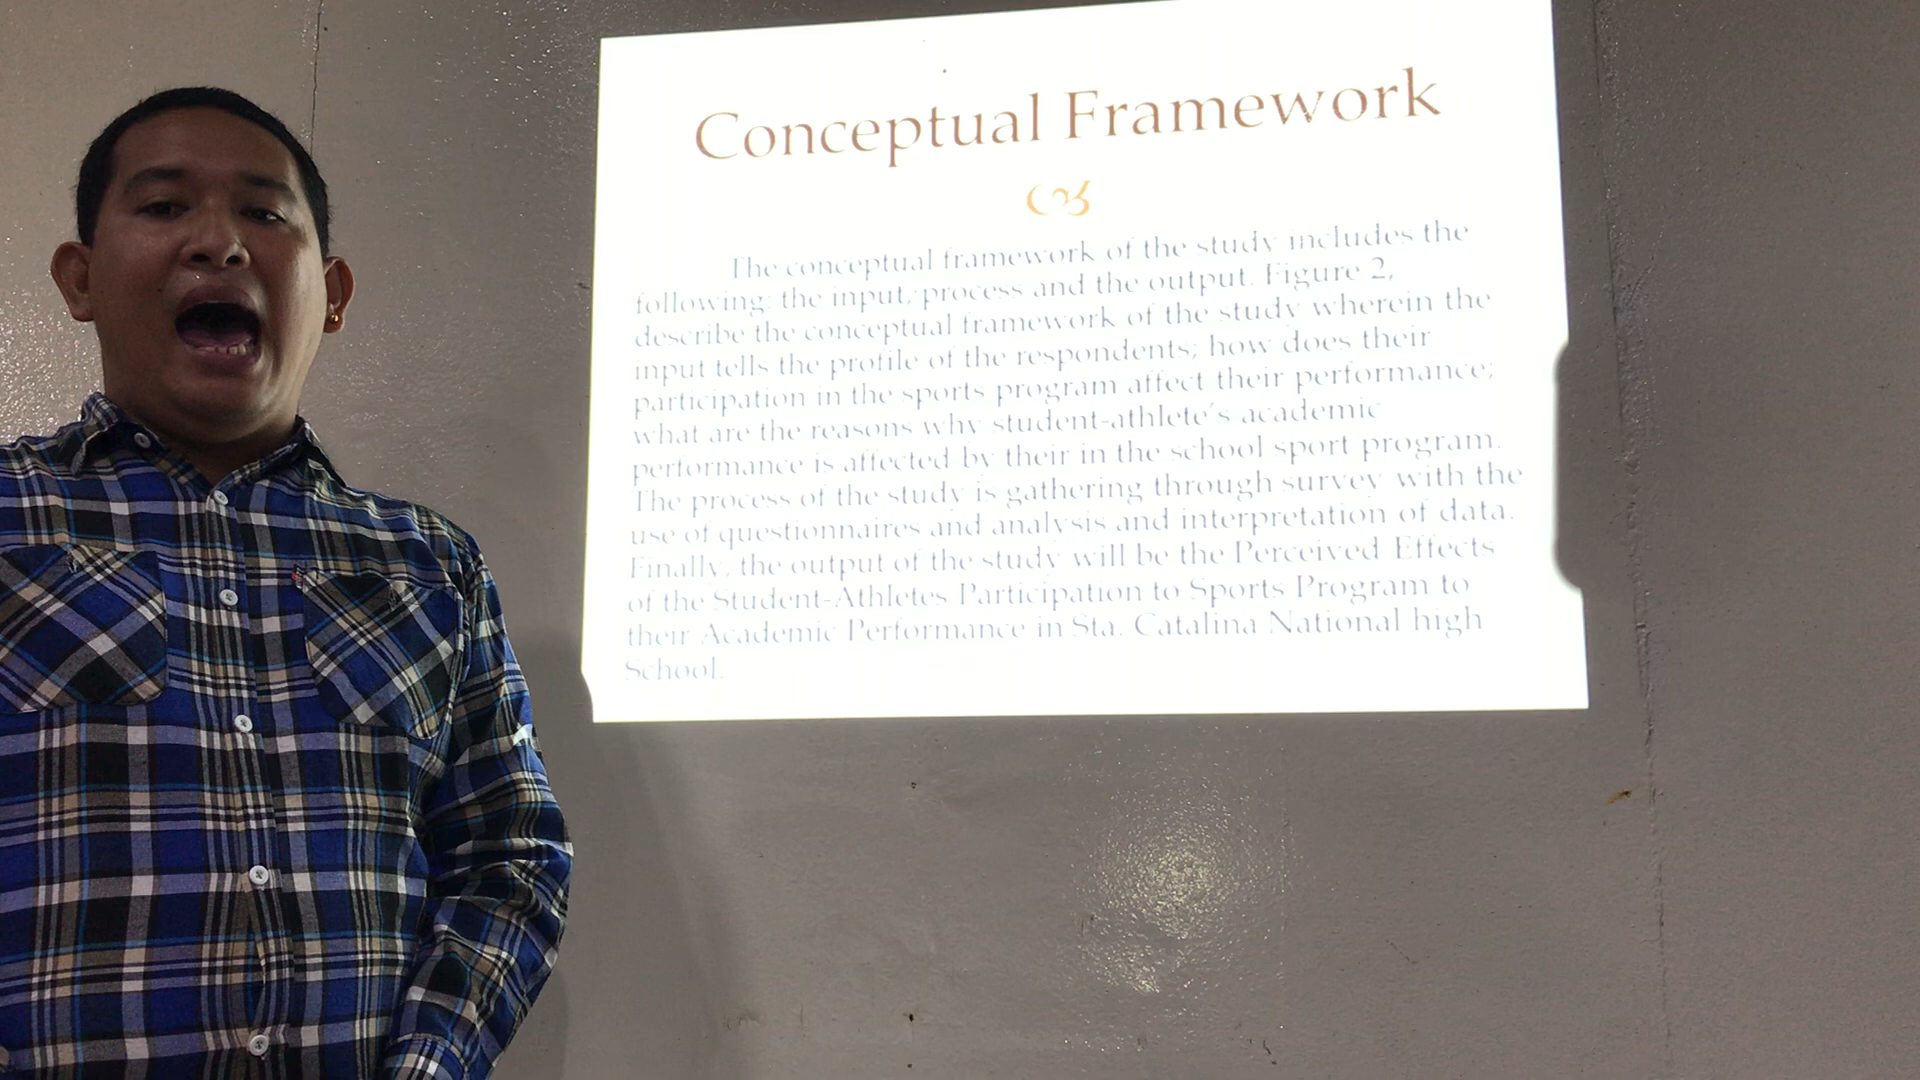 Conceptual Framework
The conceptual framework of the study includes the
following: the input, process and the output. Figure 2,
describe the conceptual framework of the study wherein the
input tells the profile of the respondents; how does their
participation in the sports program affect their performance;
what are the reasons why student-athlete's academic
performance is affected by their in the school sport program.
The process of the study is gathering through survey with the
use of questionnaires and analysis and interpretation of data.
Finally, the output of the study will be the Perceived Effects
of the Student-Athletes Participation to Sports Program to
their Academic Performance in Sta. Catalina National high
School.